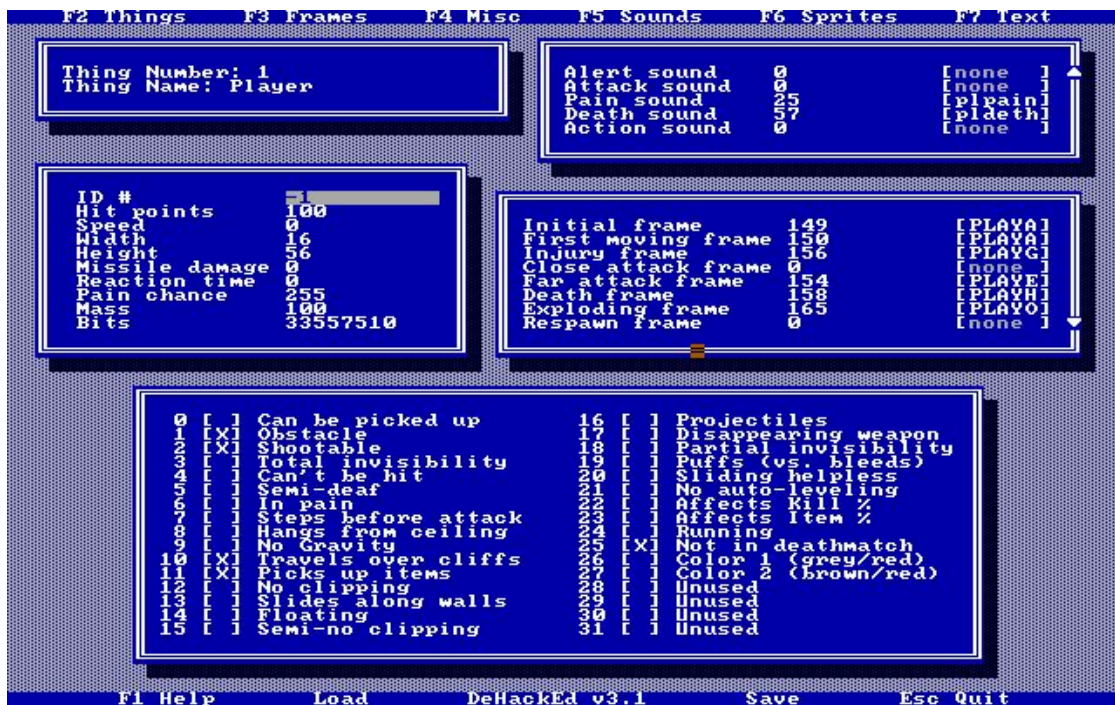 F2 Things F3 Frames F4 Misc F5 Sounds F6 Sprites F7 Text
Thing Number: 1
Thing Name: Player
Alert sound 0 [none ]
Attack sound 0 [none ]
Pain sound 25 [plpain]
Death sound 57 [pldeth]
Action sound 0 [none ]
ID # -1
Hit points 100
Speed 0
Width 16
Height 56
Missile damage 0
Reaction time 0
Pain chance 255
Mass 100
Bits 33557510
Initial frame 149 [PLAYA]
First moving frame 150 [PLAYA]
Injury frame 156 [PLAYG]
Close attack frame 0 [none ]
Far attack frame 154 [PLAYE]
Death frame 158 [PLAYH]
Exploding frame 165 [PLAYO]
Respawn frame 0 [none ]
0 [ ] Can be picked up
1 [X] Obstacle
2 [X] Shootable
3 [ ] Total invisibility
4 [ ] Can't be hit
5 [ ] Semi-deaf
6 [ ] In pain
7 [ ] Steps before attack
8 [ ] Hangs from ceiling
9 [ ] No Gravity
10 [X] Travels over cliffs
11 [X] Picks up items
12 [ ] No clipping
13 [ ] Slides along walls
14 [ ] Floating
15 [ ] Semi-no clipping
16 [ ] Projectiles
17 [ ] Disappearing weapon
18 [ ] Partial invisibility
19 [ ] Puffs (vs. bleeds)
20 [ ] Sliding helpless
21 [ ] No auto-leveling
22 [ ] Affects Kill %
23 [ ] Affects Item %
24 [ ] Running
25 [X] Not in deathmatch
26 [ ] Color 1 (grey/red)
27 [ ] Color 2 (brown/red)
28 [ ] Unused
29 [ ] Unused
30 [ ] Unused
31 [ ] Unused
F1 Help Load DeHackEd v3.1 Save Esc Quit